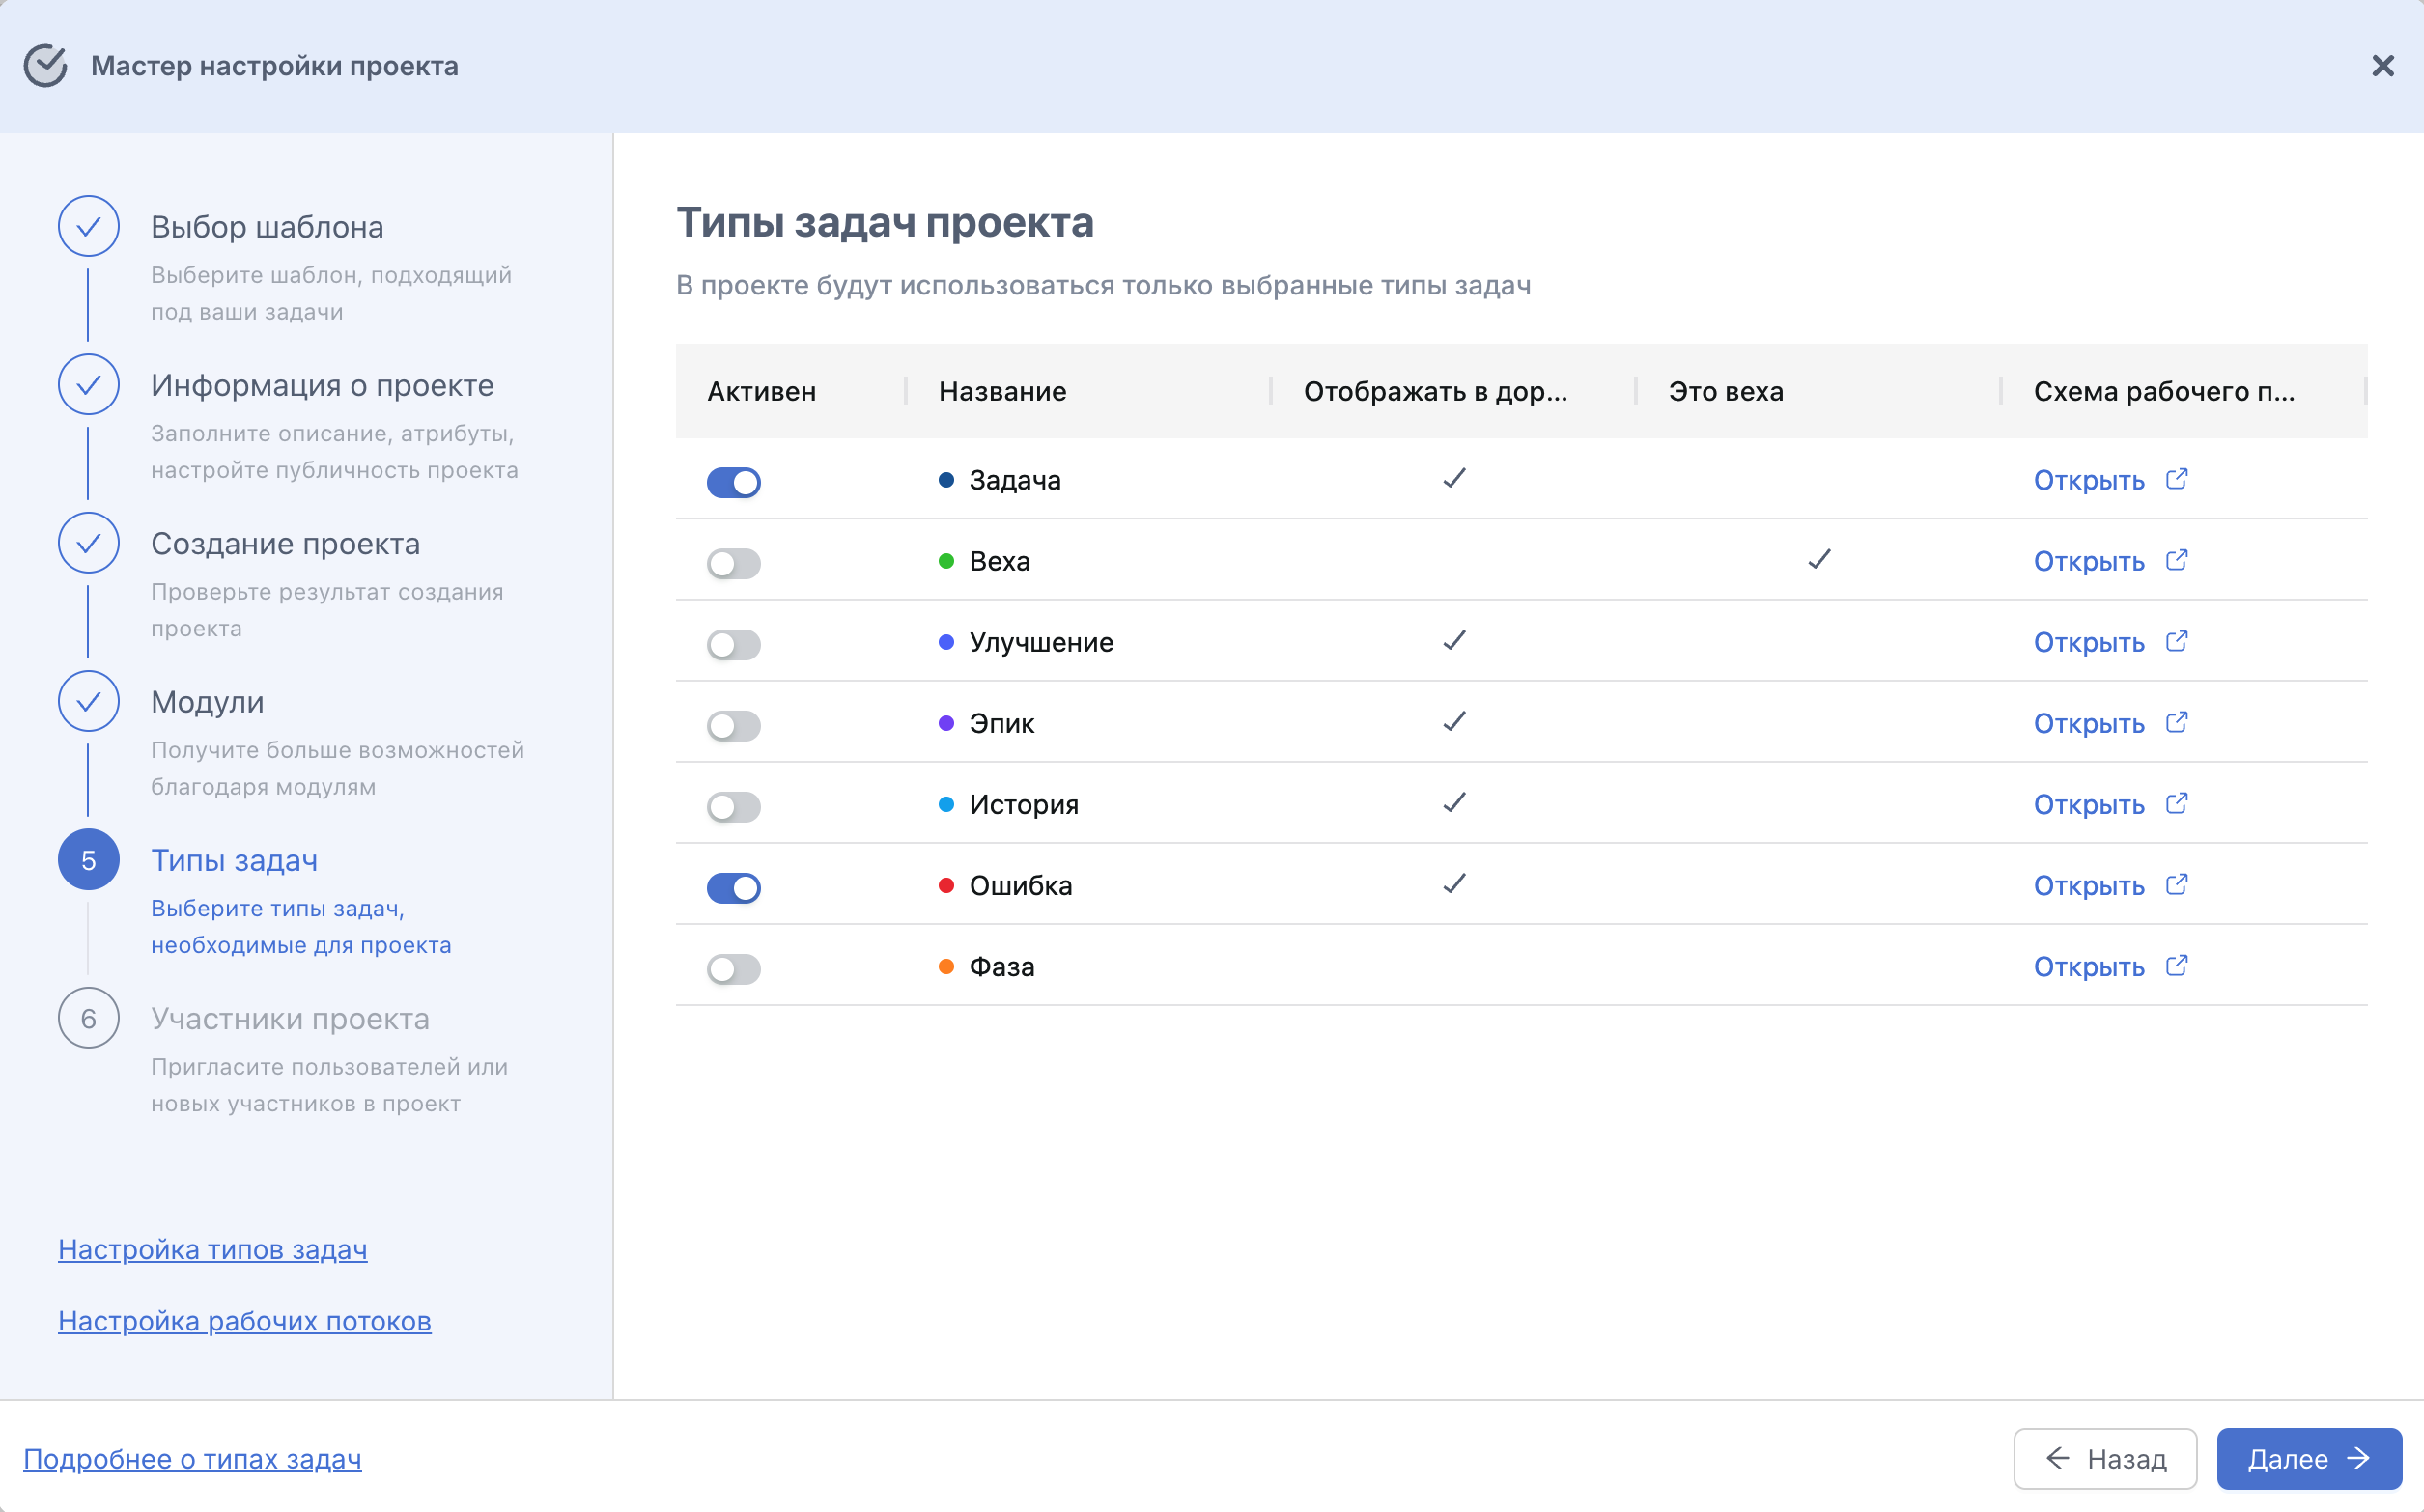 Мастер настройки проекта
Выбор шаблона
Выберите шаблон, подходящий
под ваши задачи
Информация о проекте
Заполните описание, атрибуты,
настройте публичность проекта
Создание проекта
Проверьте результат создания
проекта
Модули
Получите больше возможностей
благодаря модулям
5 Типы задач
Выберите типы задач,
необходимые для проекта
6 Участники проекта
Пригласите пользователей или
новых участников в проект
Настройка типов задач
Настройка рабочих потоков
Типы задач проекта
В проекте будут использоваться только выбранные типы задач
Активен Название Отображать в дор... Это веха Схема рабочего п...
Задача Открыть
Веха Открыть
Улучшение Открыть
Эпик Открыть
История Открыть
Ошибка Открыть
Фаза Открыть
Подробнее о типах задач
Назад Далее